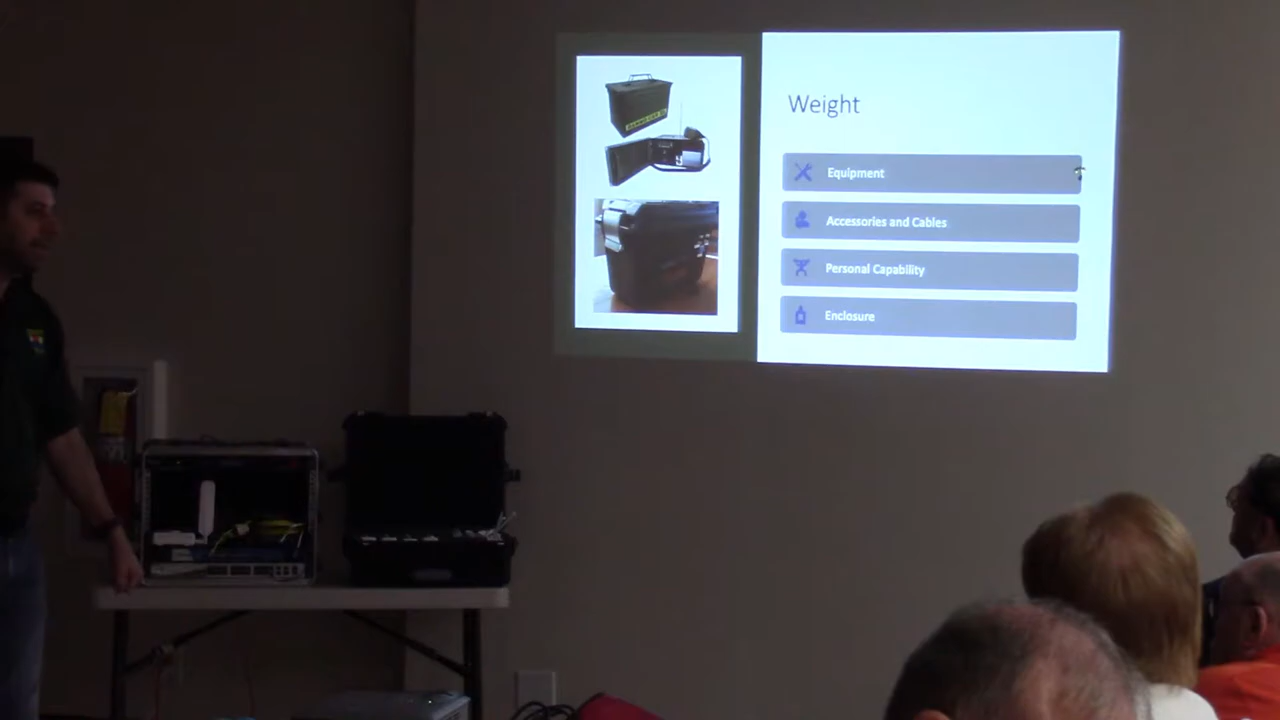 Weight
Equipment
Accessories and Cables
Personal Capability
Enclosure